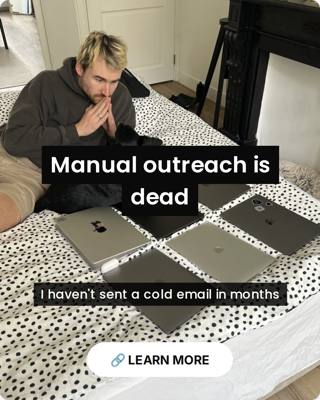 Manual outreach is
dead
I haven't sent a cold email in months
🔗 LEARN MORE